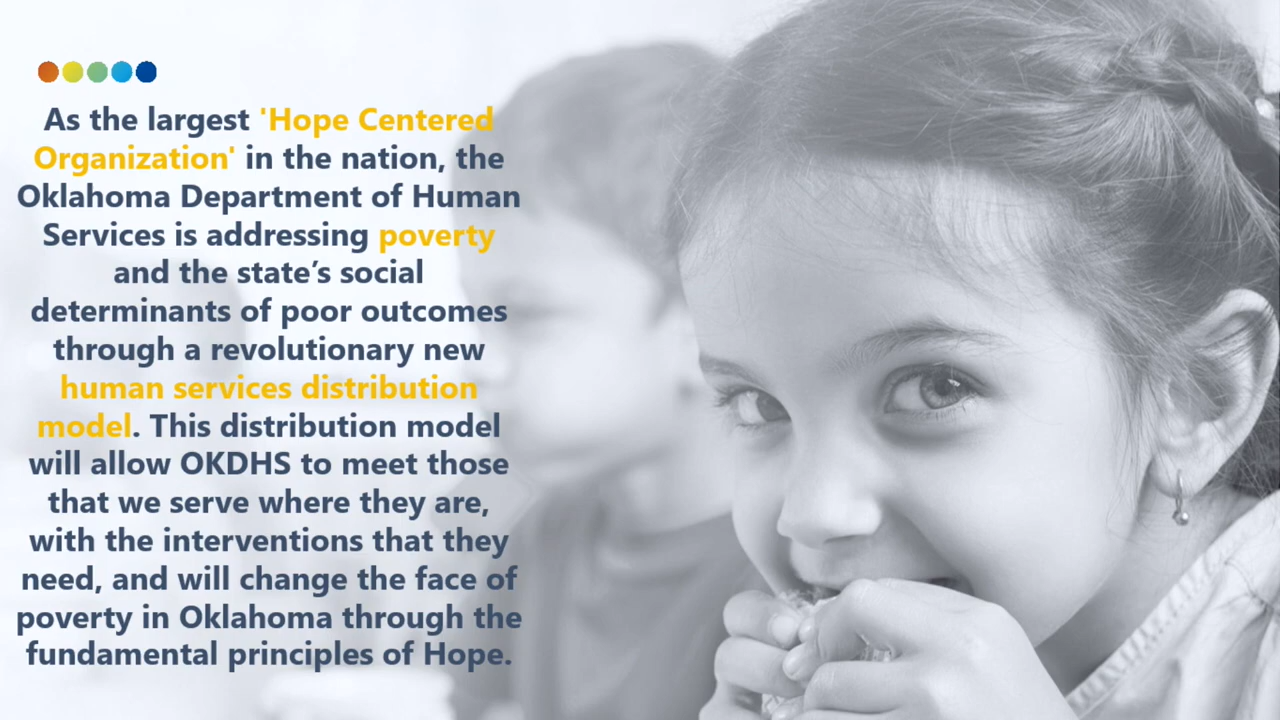 As the largest 'Hope Centered
Organization' in the nation, the
Oklahoma Department of Human
Services is addressing poverty
and the state’s social
determinants of poor outcomes
through a revolutionary new
human services distribution
model. This distribution model
will allow OKDHS to meet those
that we serve where they are,
with the interventions that they
need, and will change the face of
poverty in Oklahoma through the
fundamental principles of Hope.